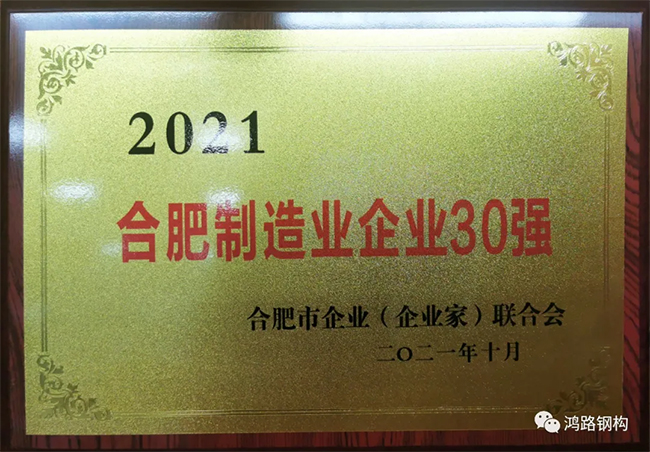 2021
合肥制造业企业30强
合肥市企业（企业家）联合会
二〇二一年十月
鸿路钢构